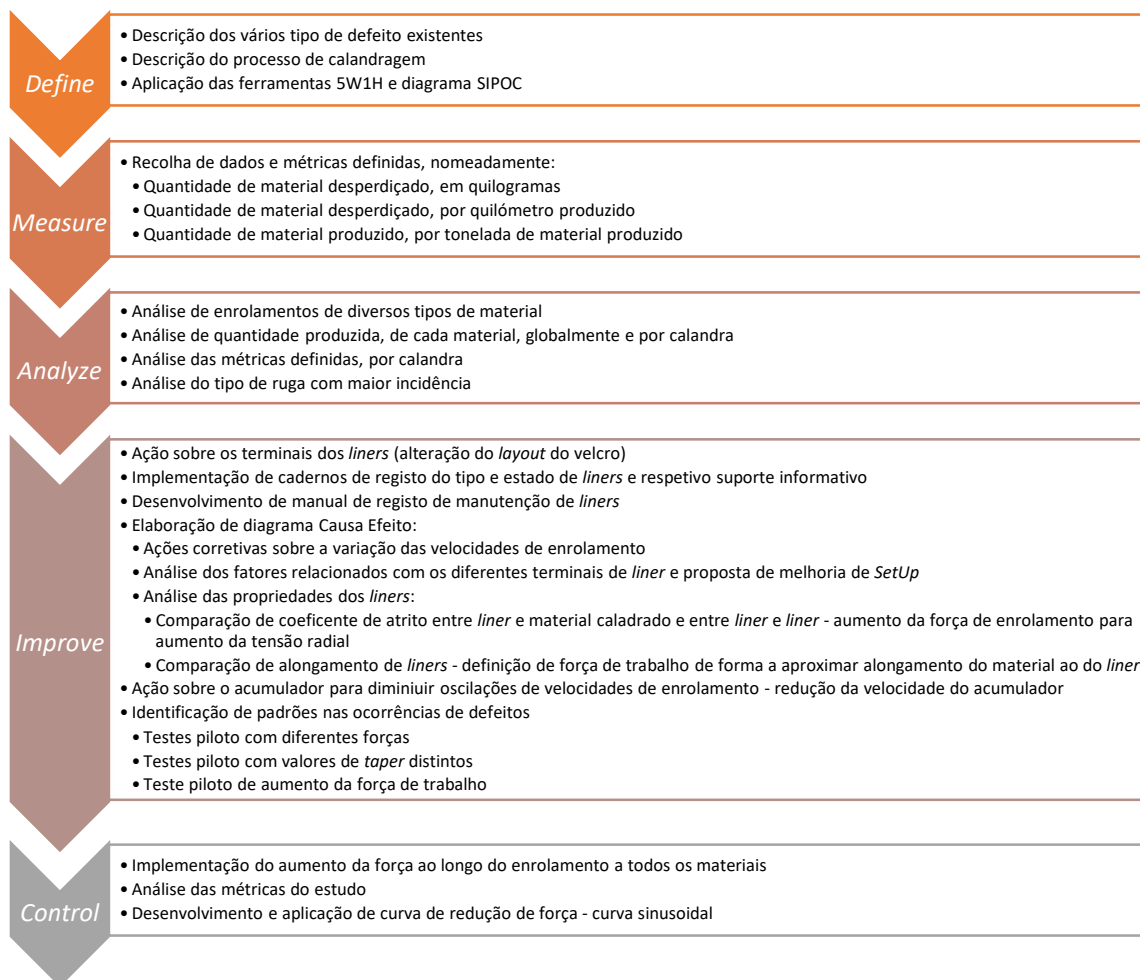 Define
• Descrição dos vários tipo de defeito existentes
• Descrição do processo de calandragem
• Aplicação das ferramentas 5W1H e diagrama SIPOC
Measure
• Recolha de dados e métricas definidas, nomeadamente:
• Quantidade de material desperdiçado, em quilogramas
• Quantidade de material desperdiçado, por quilómetro produzido
• Quantidade de material produzido, por tonelada de material produzido
Analyze
• Análise de enrolamentos de diversos tipos de material
• Análise de quantidade produzida, de cada material, globalmente e por calandra
• Análise das métricas definidas, por calandra
• Análise do tipo de ruga com maior incidência
Improve
• Ação sobre os terminais dos liners (alteração do layout do velcro)
• Implementação de cadernos de registo do tipo e estado de liners e respetivo suporte informativo
• Desenvolvimento de manual de registo de manutenção de liners
• Elaboração de diagrama Causa Efeito:
• Ações corretivas sobre a variação das velocidades de enrolamento
• Análise dos fatores relacionados com os diferentes terminais de liner e proposta de melhoria de SetUp
• Análise das propriedades dos liners:
• Comparação de coeficente de atrito entre liner e material caladrado e entre liner e liner - aumento da força de enrolamento para
aumento da tensão radial
• Comparação de alongamento de liners - definição de força de trabalho de forma a aproximar alongamento do material ao do liner
• Ação sobre o acumulador para diminiuir oscilações de velocidades de enrolamento - redução da velocidade do acumulador
• Identificação de padrões nas ocorrências de defeitos
• Testes piloto com diferentes forças
• Testes piloto com valores de taper distintos
• Teste piloto de aumento da força de trabalho
Control
• Implementação do aumento da força ao longo do enrolamento a todos os materiais
• Análise das métricas do estudo
• Desenvolvimento e aplicação de curva de redução de força - curva sinusoidal